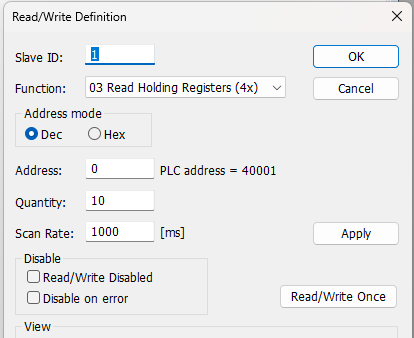 Read/Write Definition
Slave ID: 1 OK
Function: 03 Read Holding Registers (4x) Cancel
Address mode
Dec Hex
Address: 0 PLC address = 40001
Quantity: 10
Scan Rate: 1000 [ms] Apply
Disable
Read/Write Disabled
Disable on error
Read/Write Once
View